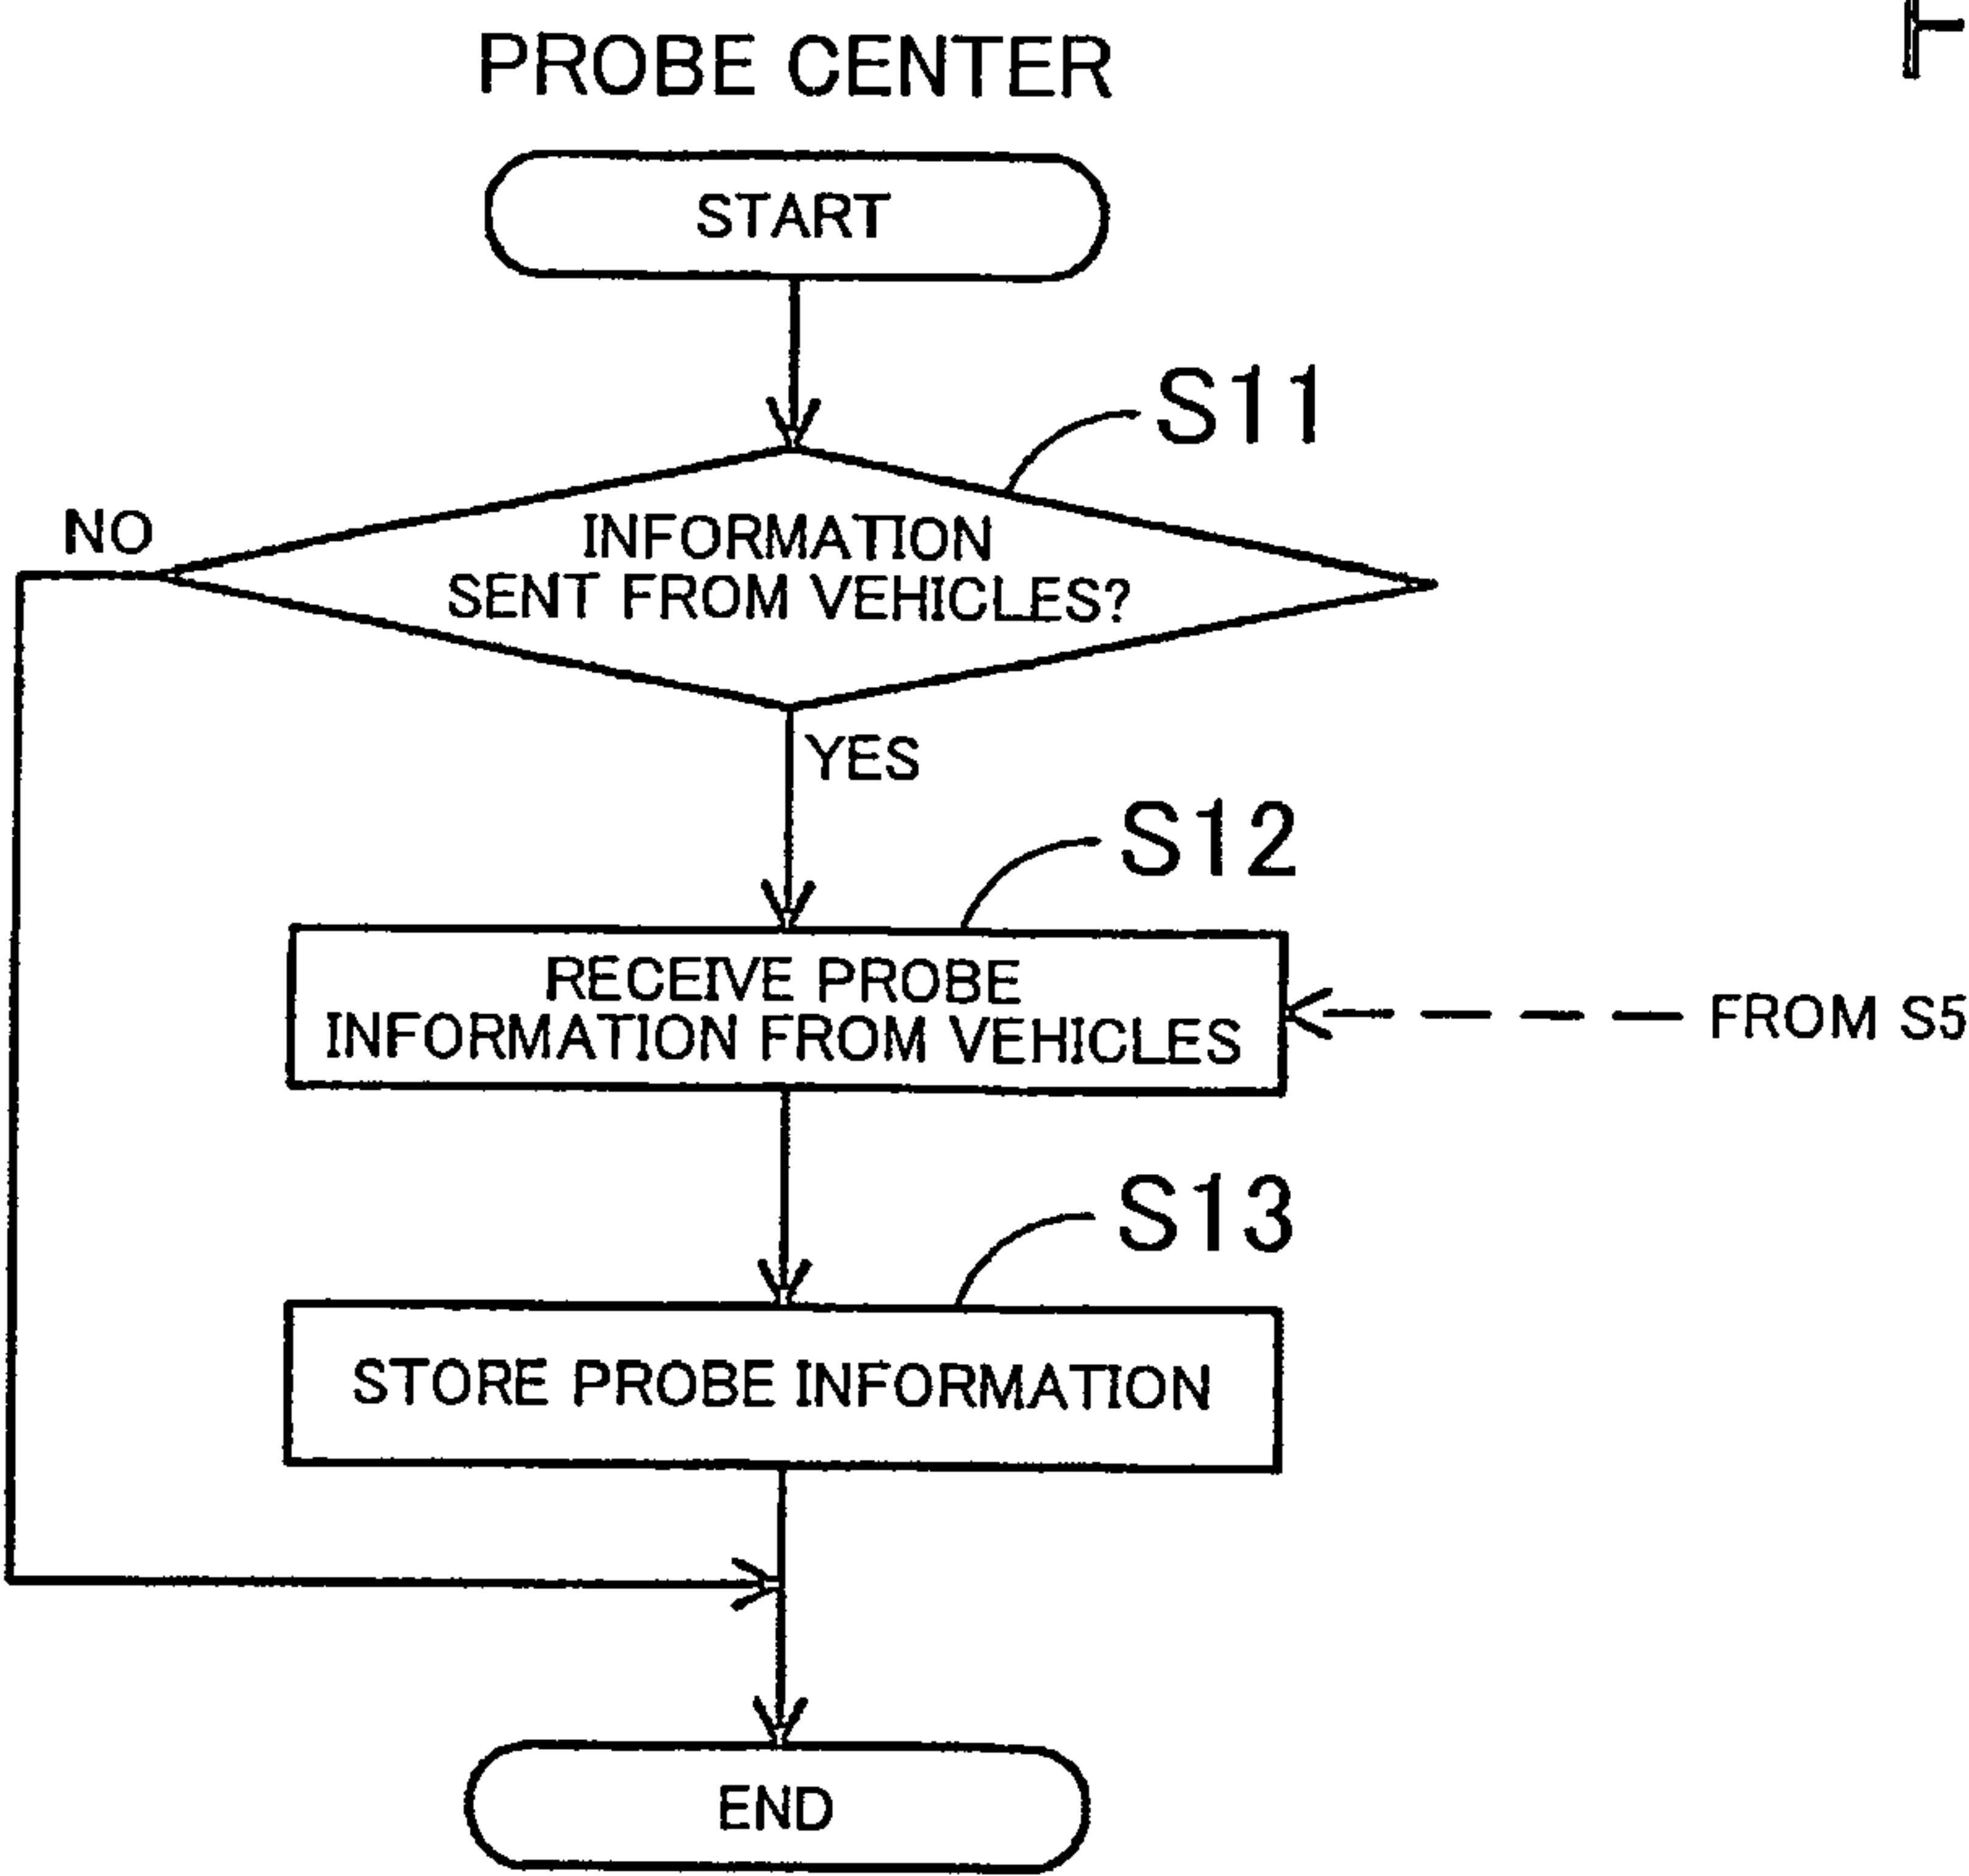 PROBE CENTER
START
S11
NO
INFORMATION
SENT FROM VEHICLES?
YES
S12
RECEIVE PROBE
INFORMATION FROM VEHICLES
FROM S5
S13
STORE PROBE INFORMATION
END